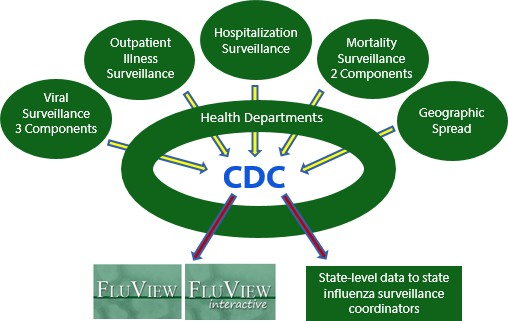 Viral
Surveillance
3 Components
Outpatient
Illness
Surveillance
Hospitalization
Surveillance
Mortality
Surveillance
2 Components
Geographic
Spread
Health Departments
CDC
FLUVIEW
FLUVIEW
interactive
State-level data to state
influenza surveillance
coordinators